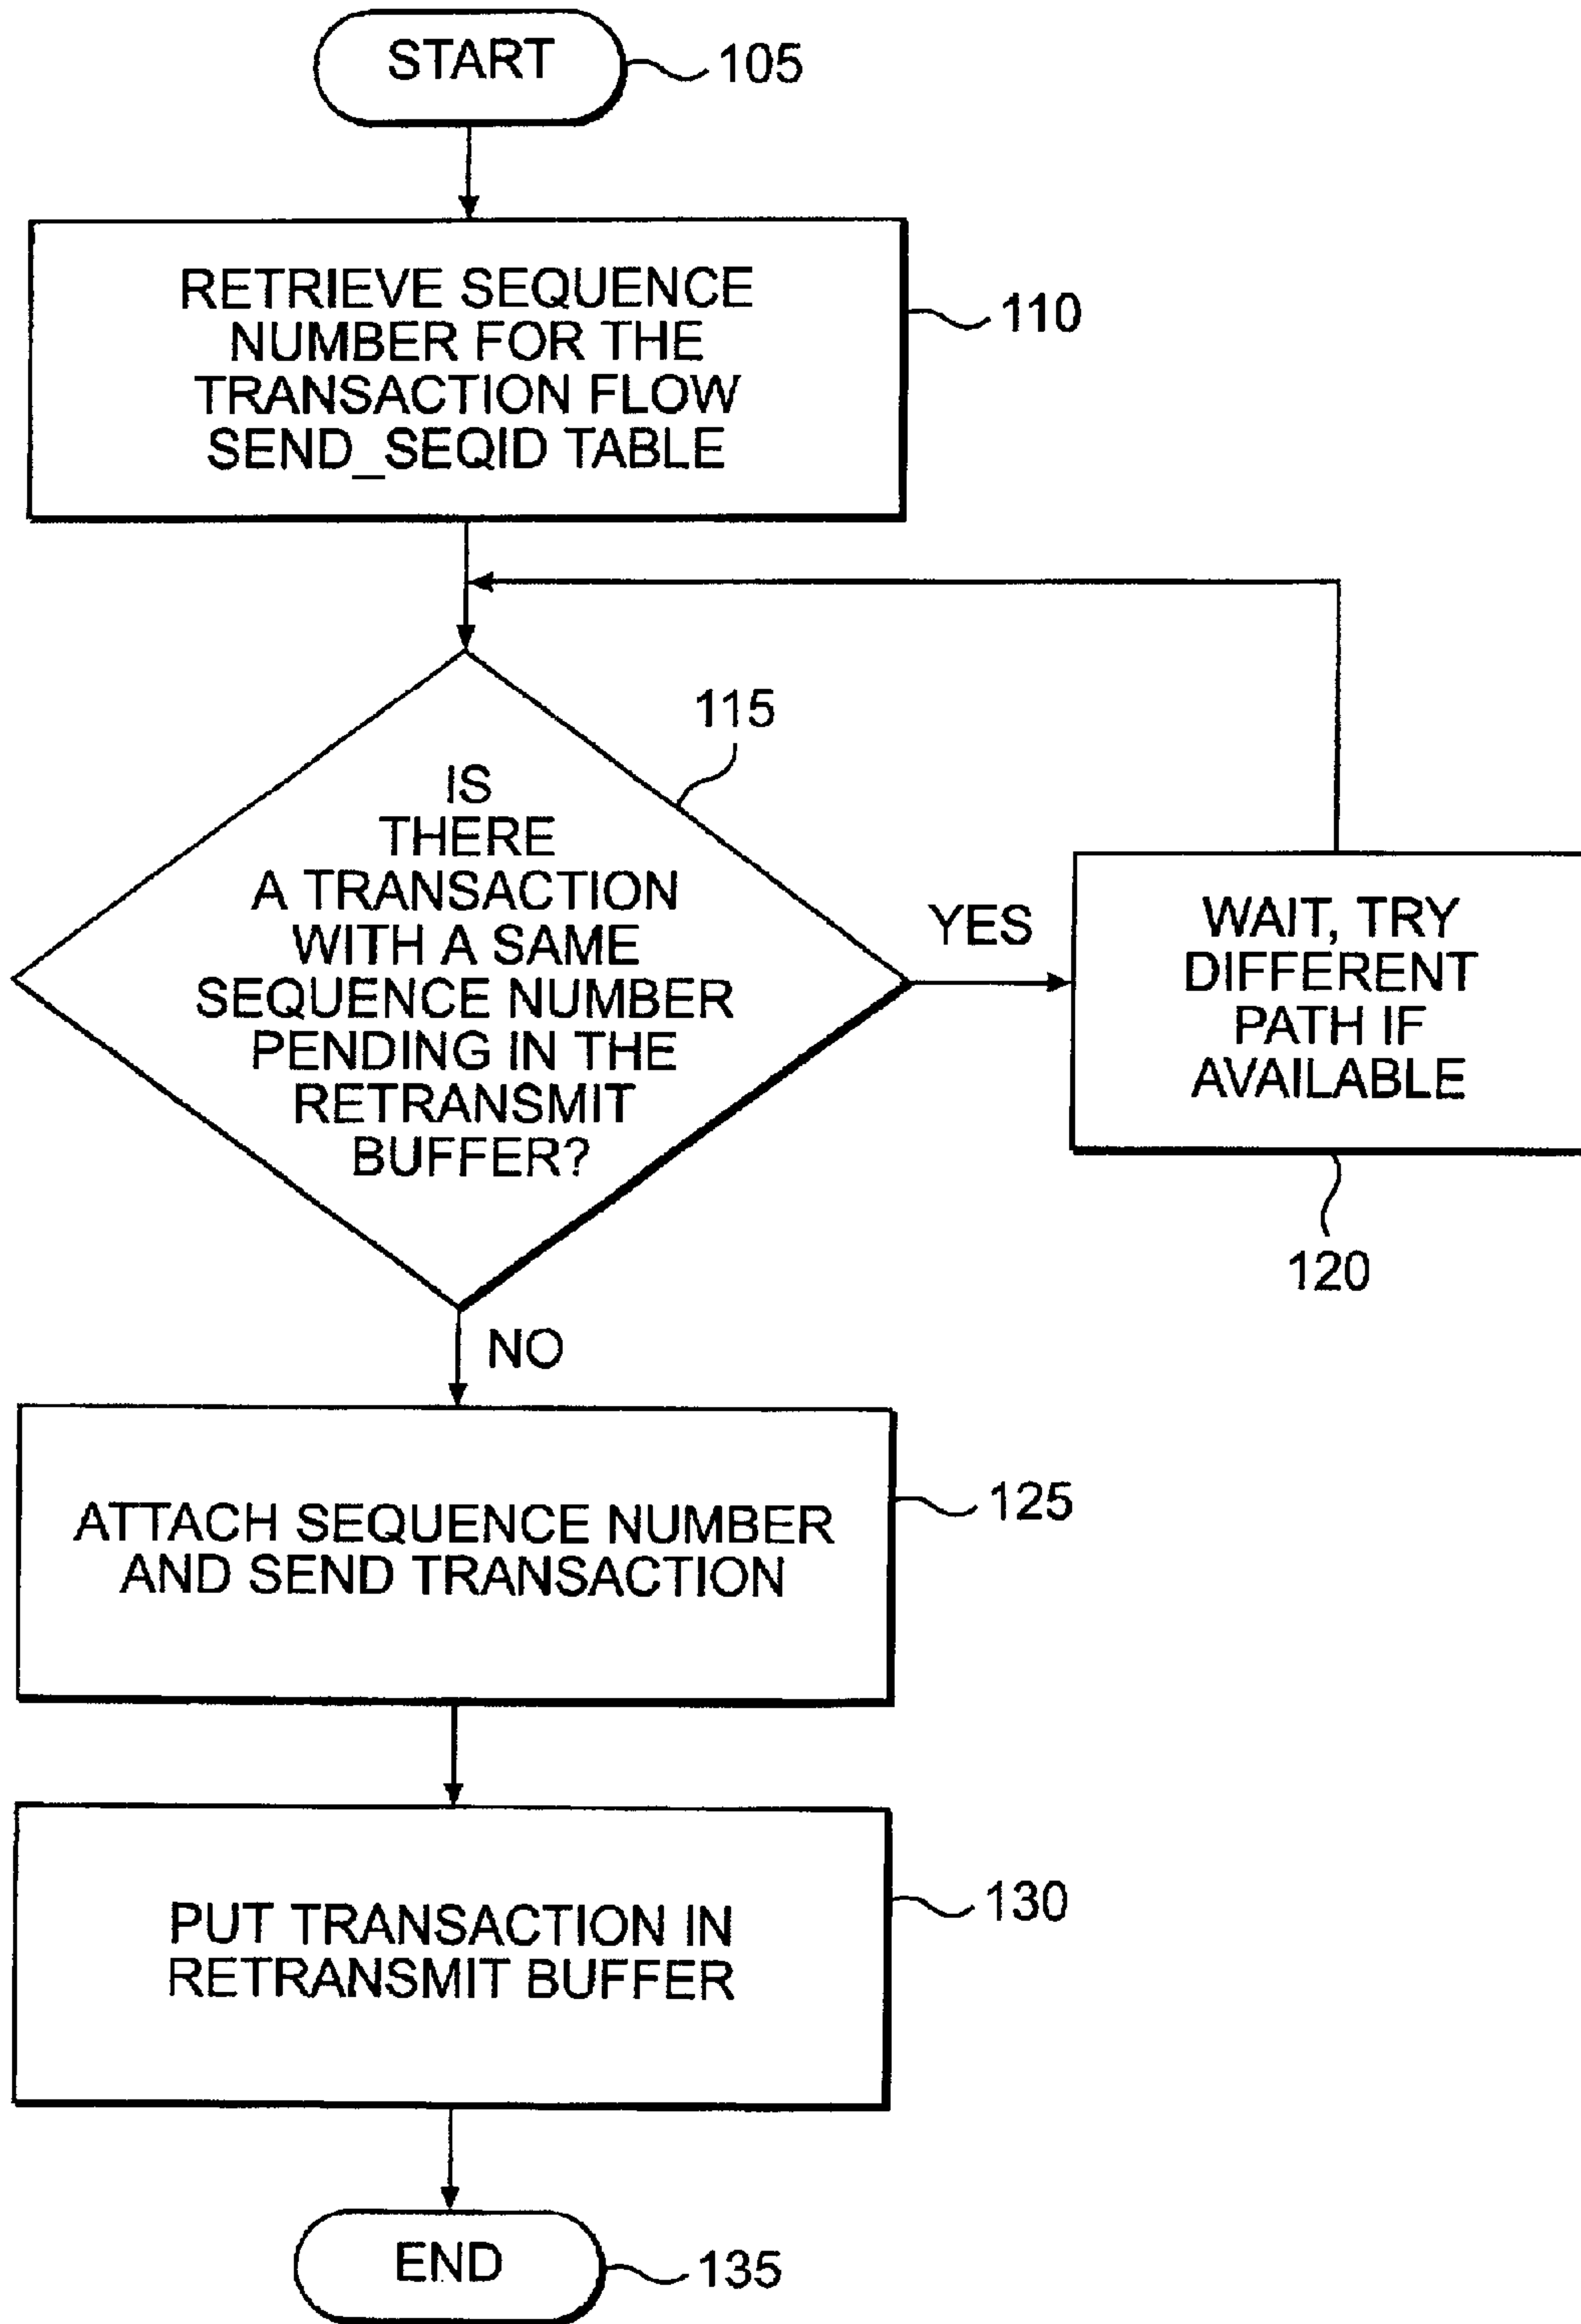 START
105
RETRIEVE SEQUENCE
NUMBER FOR THE
TRANSACTION FLOW
SEND_SEQID TABLE
110
115
IS
THERE
A TRANSACTION
WITH A SAME
SEQUENCE NUMBER
PENDING IN THE
RETRANSMIT
BUFFER?
YES
WAIT, TRY
DIFFERENT
PATH IF
AVAILABLE
120
NO
ATTACH SEQUENCE NUMBER
AND SEND TRANSACTION
125
PUT TRANSACTION IN
RETRANSMIT BUFFER
130
END
135